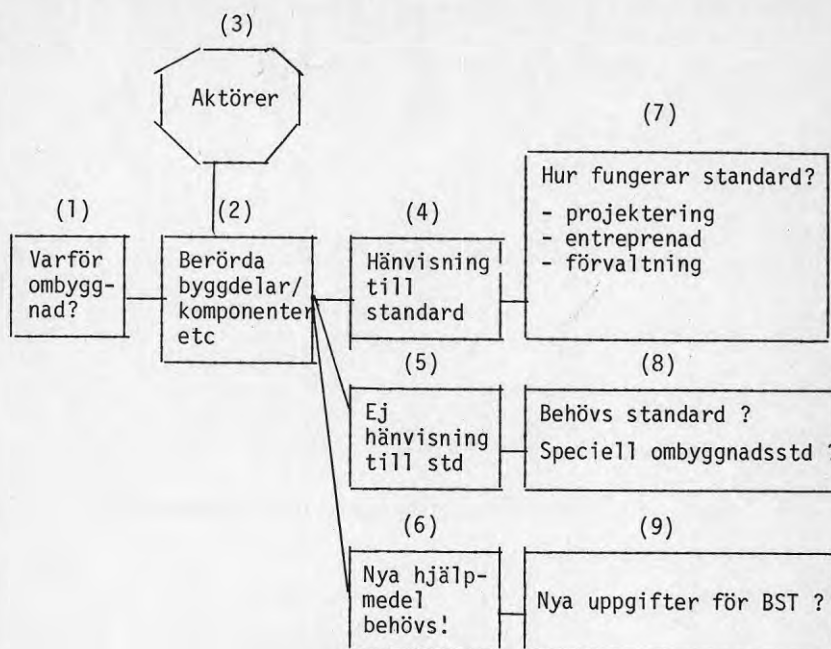 (3)
Aktörer
(7)
Hur fungerar standard?
- projektering
- entreprenad
- förvaltning
(1)
Varför
ombygg-
nad?
(2)
Berörda
byggdelar/
komponenter
etc
(4)
Hänvisning
till
standard
(5)
Ej
hänvisning
till std
(8)
Behövs standard ?
Speciell ombyggnadsstd ?
(6)
Nya hjälp-
medel
behövs!
(9)
Nya uppgifter för BST ?